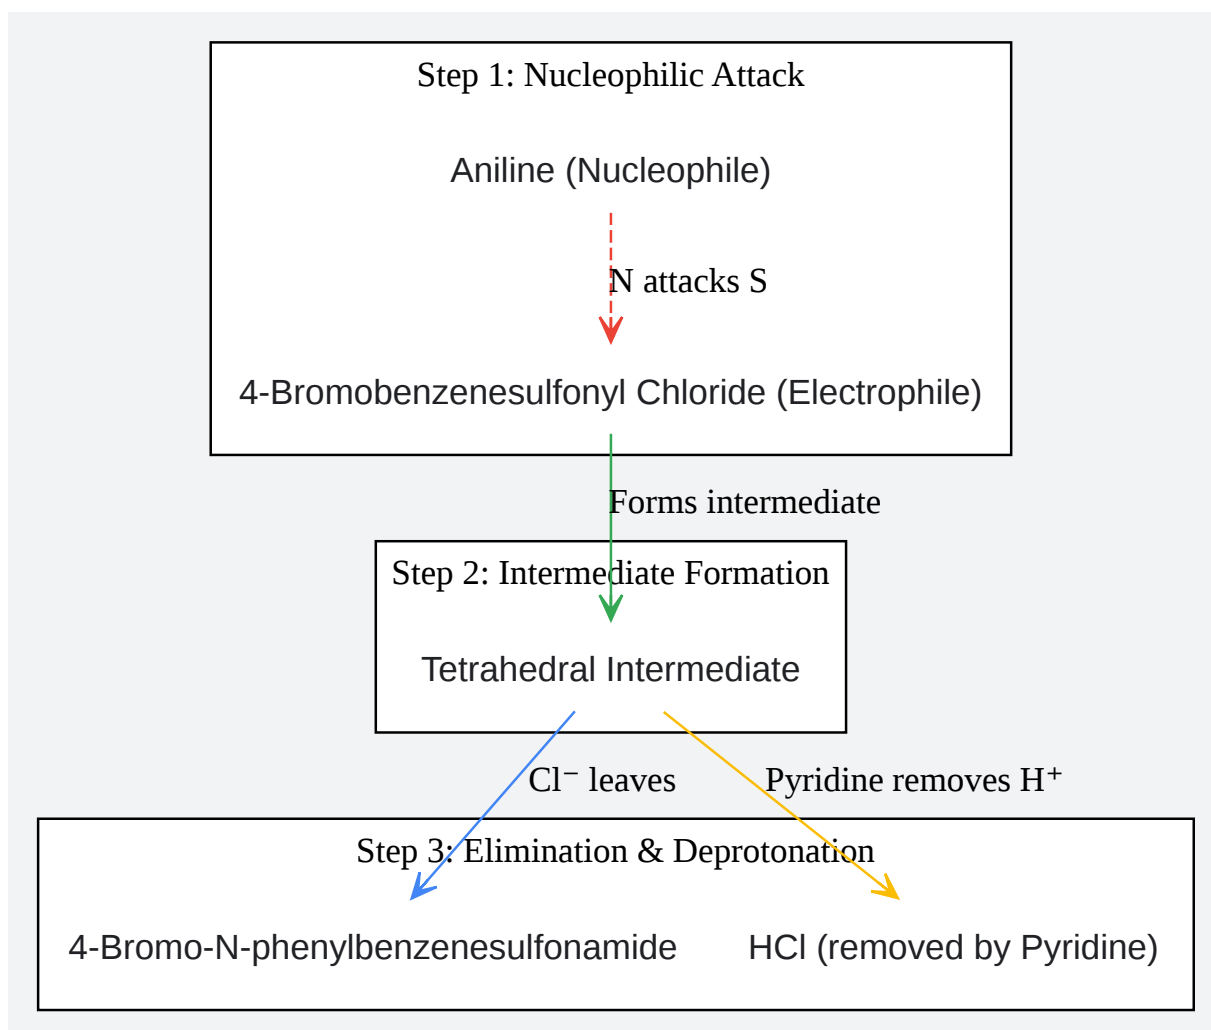 Step 1: Nucleophilic Attack
Aniline (Nucleophile)
N attacks S
4-Bromobenzenesulfonyl Chloride (Electrophile)
Forms intermediate
Step 2: Intermediate Formation
Tetrahedral Intermediate
Cl⁻ leaves
Pyridine removes H⁺
Step 3: Elimination & Deprotonation
4-Bromo-N-phenylbenzenesulfonamide
HCl (removed by Pyridine)